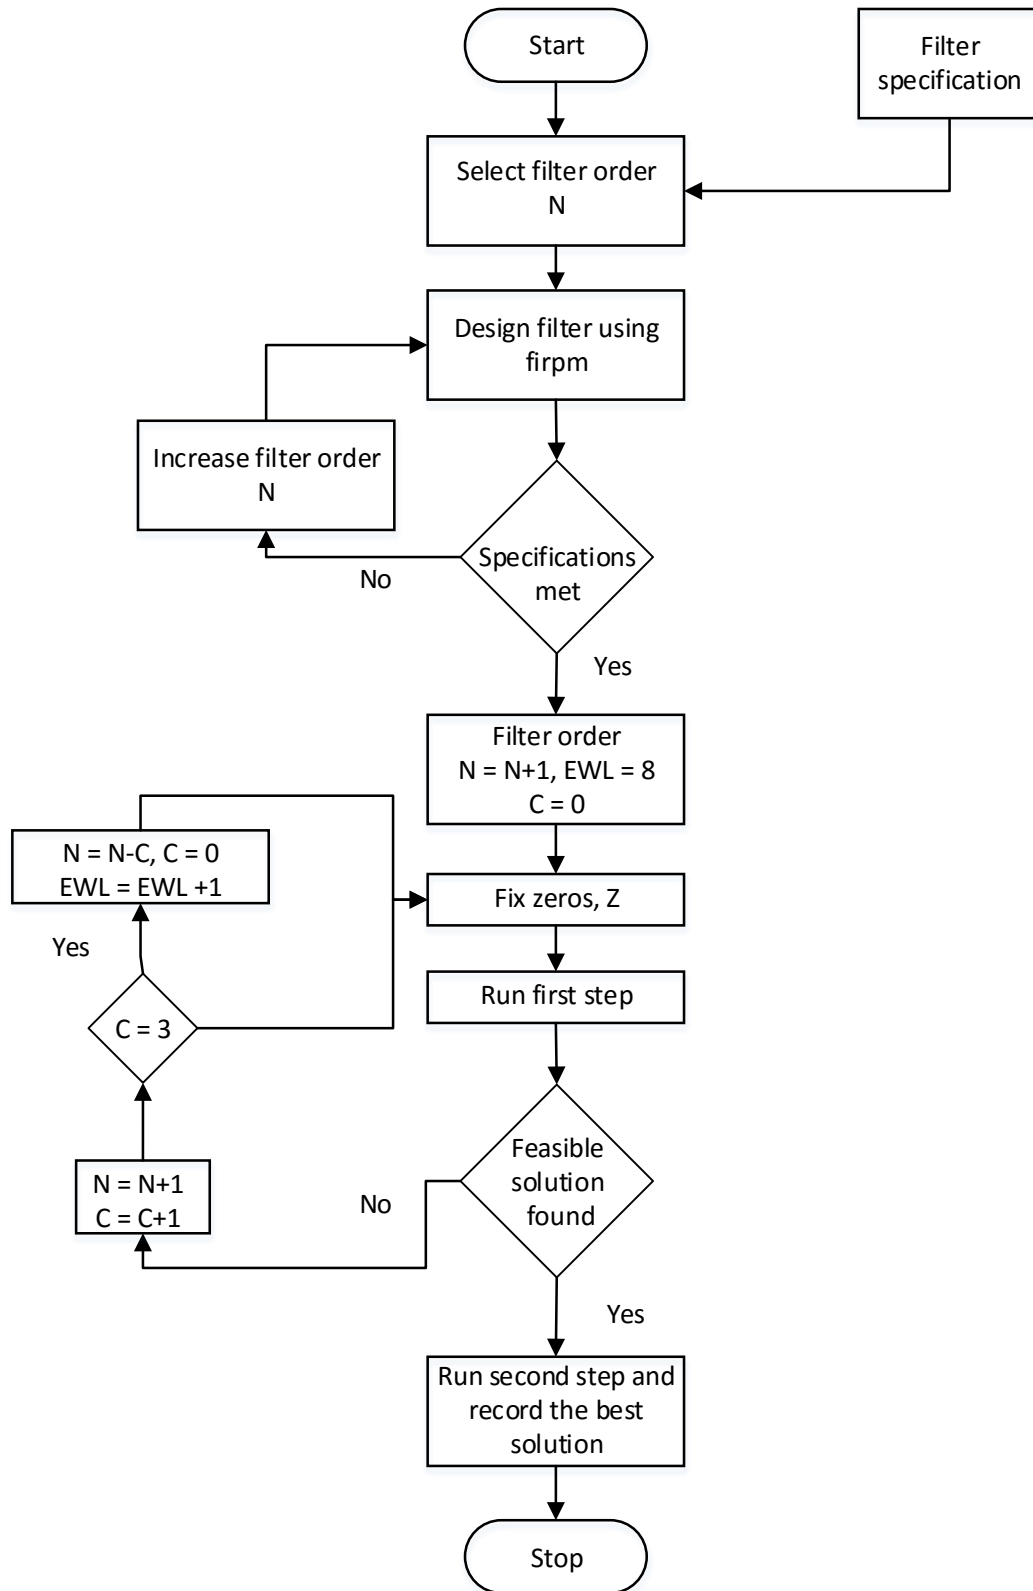 Start
Filter
specification
Select filter order
N
Design filter using
firpm
Increase filter order
N
Specifications
met
No
Yes
Filter order
N = N+1, EWL = 8
C = 0
N = N-C, C = 0
EWL = EWL +1
Fix zeros, Z
Yes
Run first step
C = 3
Feasible
solution
found
N = N+1
C = C+1
No
Yes
Run second step and
record the best
solution
Stop